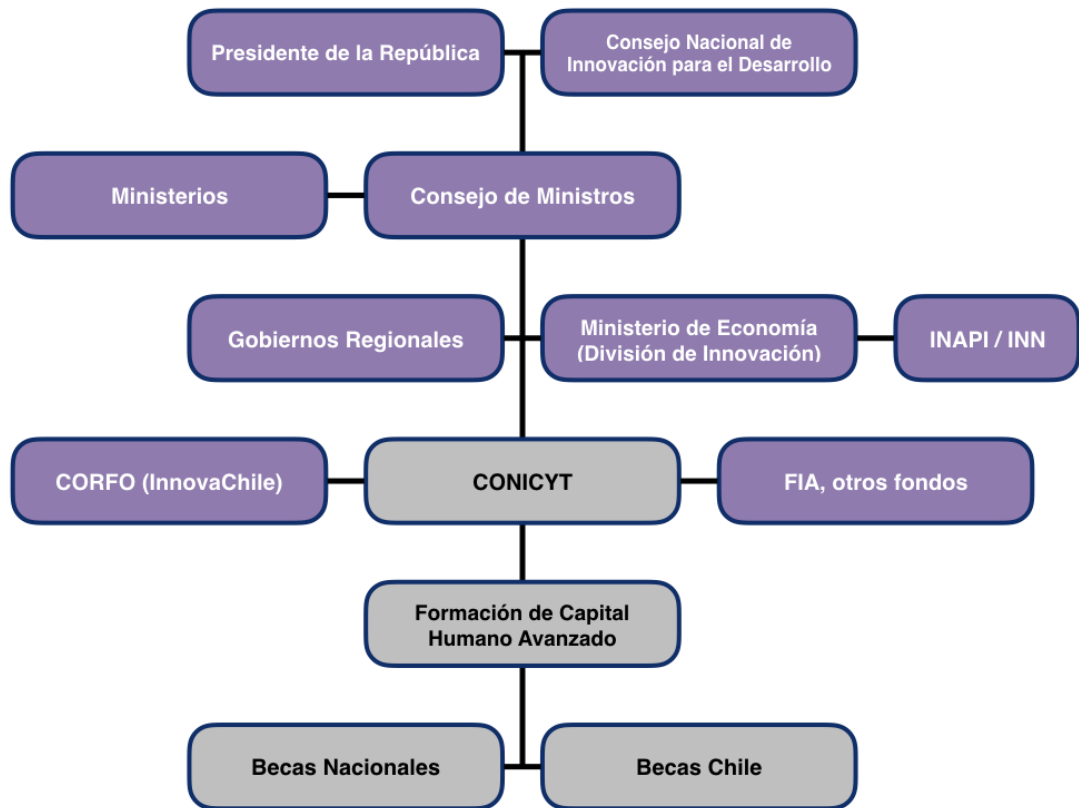 Presidente de la República
Consejo Nacional de
Innovación para el Desarrollo
Ministerios
Consejo de Ministros
Gobiernos Regionales
Ministerio de Economía
(División de Innovación)
INAPI / INN
CORFO (InnovaChile)
CONICYT
FIA, otros fondos
Formación de Capital
Humano Avanzado
Becas Nacionales
Becas Chile